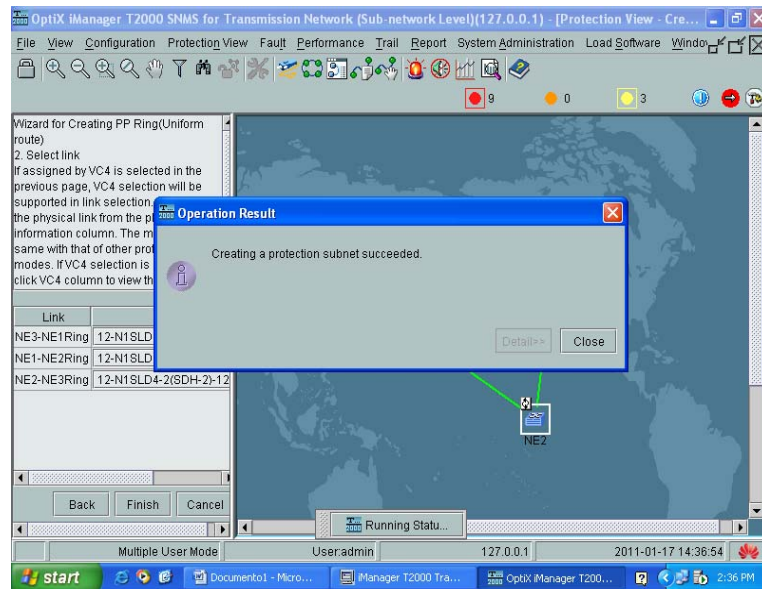 OptiX iManager T2000 SNMS for Transmission Network (Sub-network Level)(127.0.0.1) - [Protection View - Cre...
File View Configuration Protection View Fault Performance Trail Report System Administration Load Software Window
9 0 3
Wizard for Creating PP Ring(Uniform
route)
2. Select link
If assigned by VC4 is selected in the
previous page, VC4 selection will be
supported in link selection.
the physical link from the
information column. The
same with that of other
modes. If VC4 selection is
click VC4 column to view
Operation Result
Creating a protection subnet succeeded.
Detail>> Close
Link
NE3-NE1Ring 12-N1SLD
NE1-NE2Ring 12-N1SLD
NE2-NE3Ring 12-N1SLD4-2(SDH-2)-12
NE2
Back Finish Cancel
Running Statu...
Multiple User Mode User:admin 127.0.0.1 2011-01-17 14:36:54
start Documento1 - Micro... iManager T2000 Tra... OptiX iManager T200... 2:36 PM